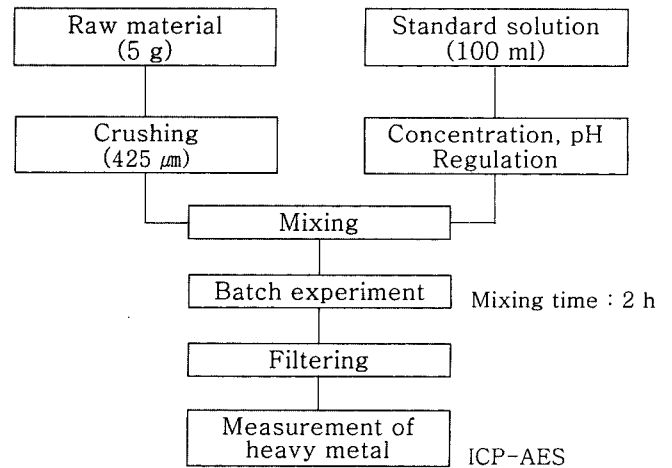 Raw material
(5 g)
Standard solution
(100 ml)
Crushing
(425 ㎛)
Concentration, pH
Regulation
Mixing
Batch experiment
Mixing time : 2 h
Filtering
Measurement of
heavy metal
ICP-AES